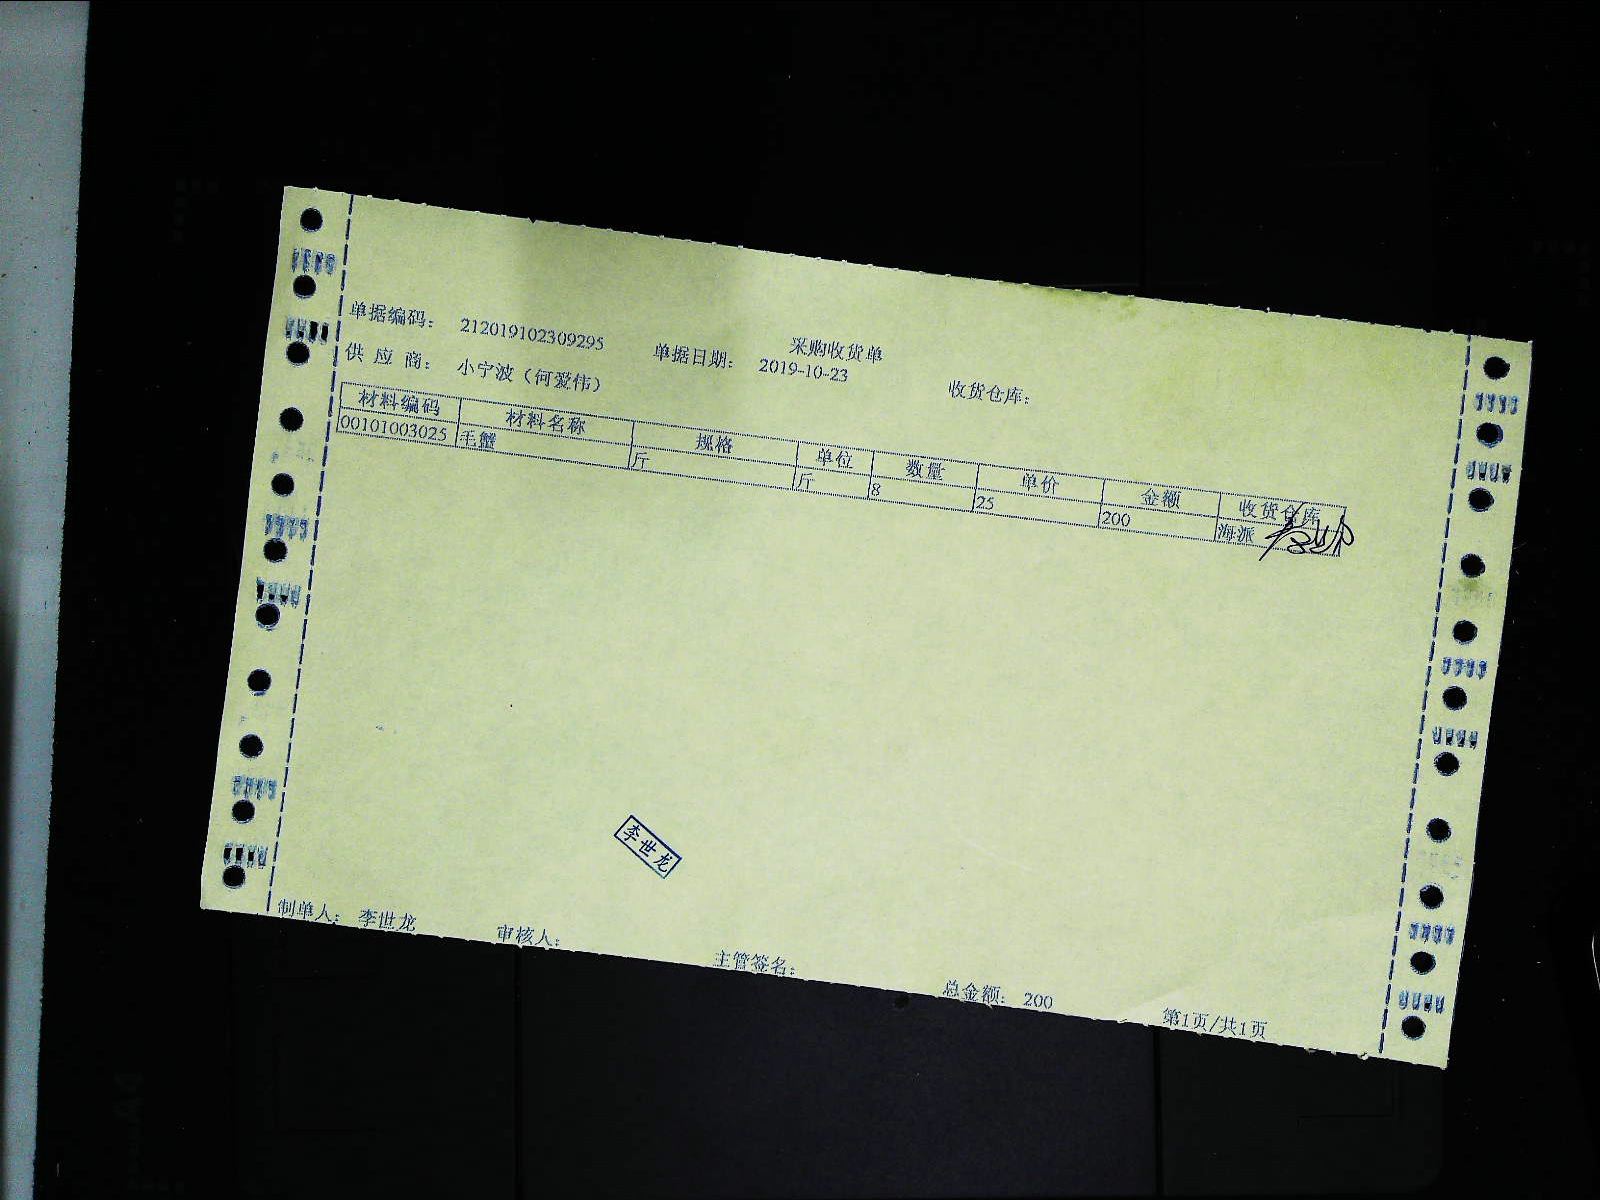 采购收货单
单据编码： 212019102309295 单据日期： 2019-10-23 收货仓库：
供 应 商： 小宁波（何爱伟）
材料编码 材料名称 规格 单位 数量 单价 金额 收货仓库
00101003025 毛蟹 斤 斤 8 25 200 海派
李世龙
制单人： 李世龙 审核人： 主管签名： 总金额： 200 第1页/共1页